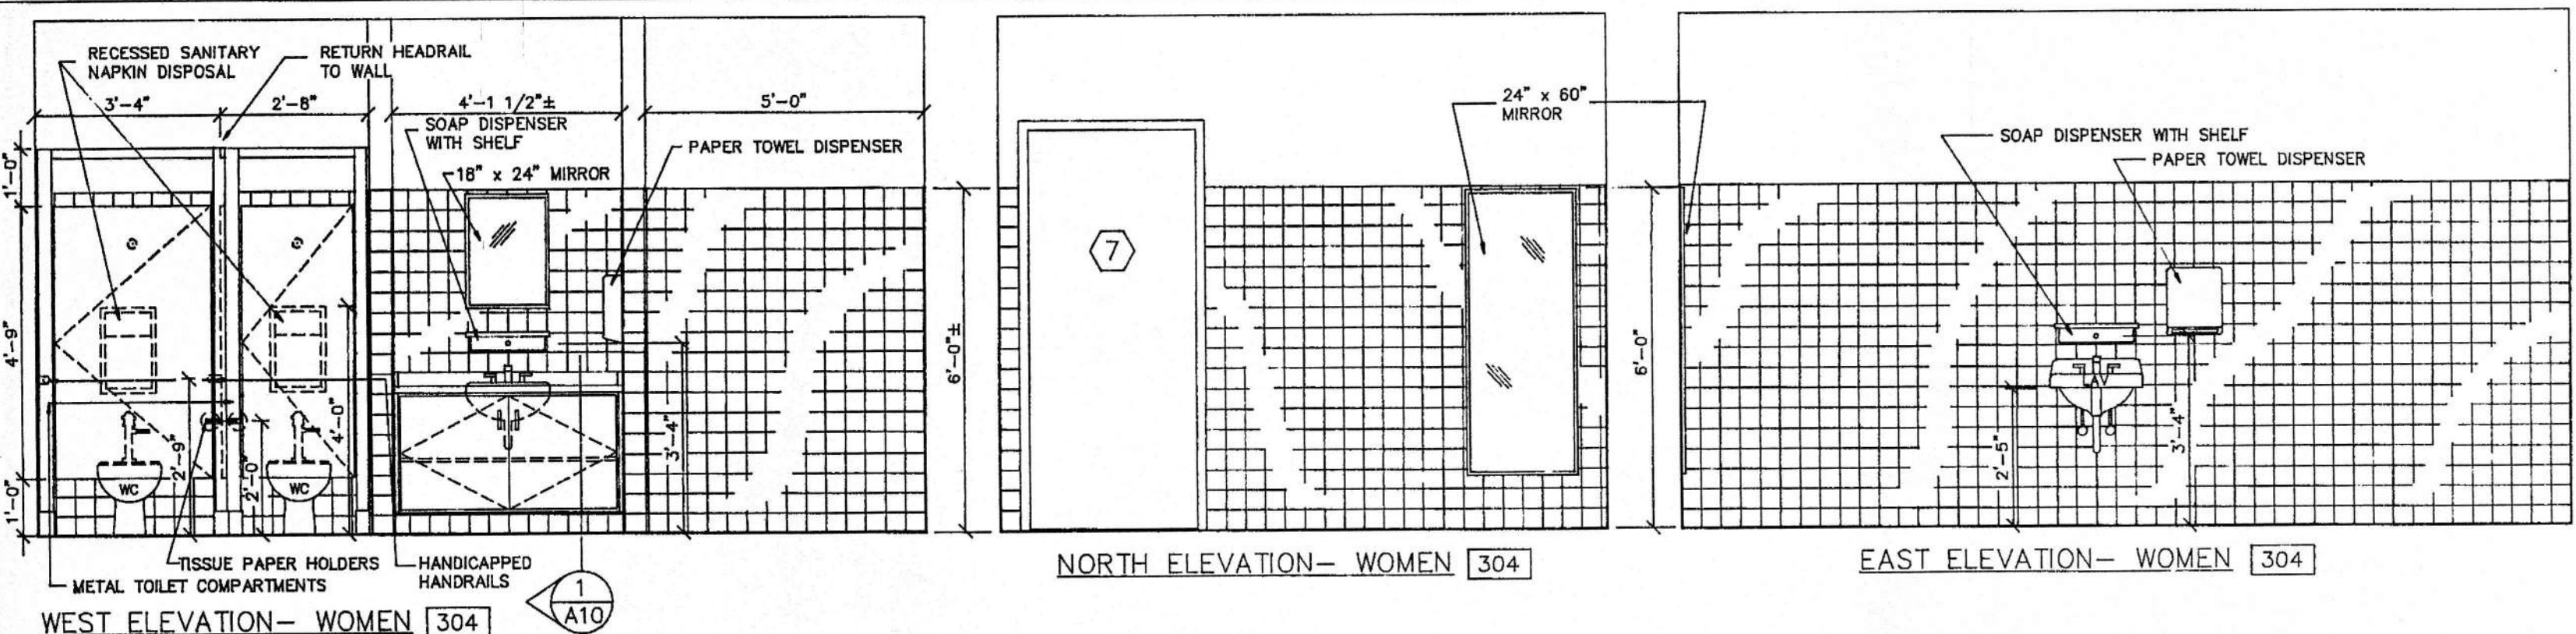 RECESSED SANITARY
NAPKIN DISPOSAL
RETURN HEADRAIL
TO WALL
3'-4"
2'-8"
4'-1 1/2"±
5'-0"
SOAP DISPENSER
WITH SHELF
18" x 24" MIRROR
PAPER TOWEL DISPENSER
1'-0"
4'-9"
1'-0"
2'-9"
2'-0"
4'-0"
3'-4"
WC
WC
TISSUE PAPER HOLDERS
METAL TOILET COMPARTMENTS
HANDICAPPED
HANDRAILS
1
A10
WEST ELEVATION– WOMEN 304
24" x 60"
MIRROR
7
6'-0"±
NORTH ELEVATION– WOMEN 304
6'-0"
SOAP DISPENSER WITH SHELF
PAPER TOWEL DISPENSER
LAV
2'-5"
3'-4"
EAST ELEVATION– WOMEN 304